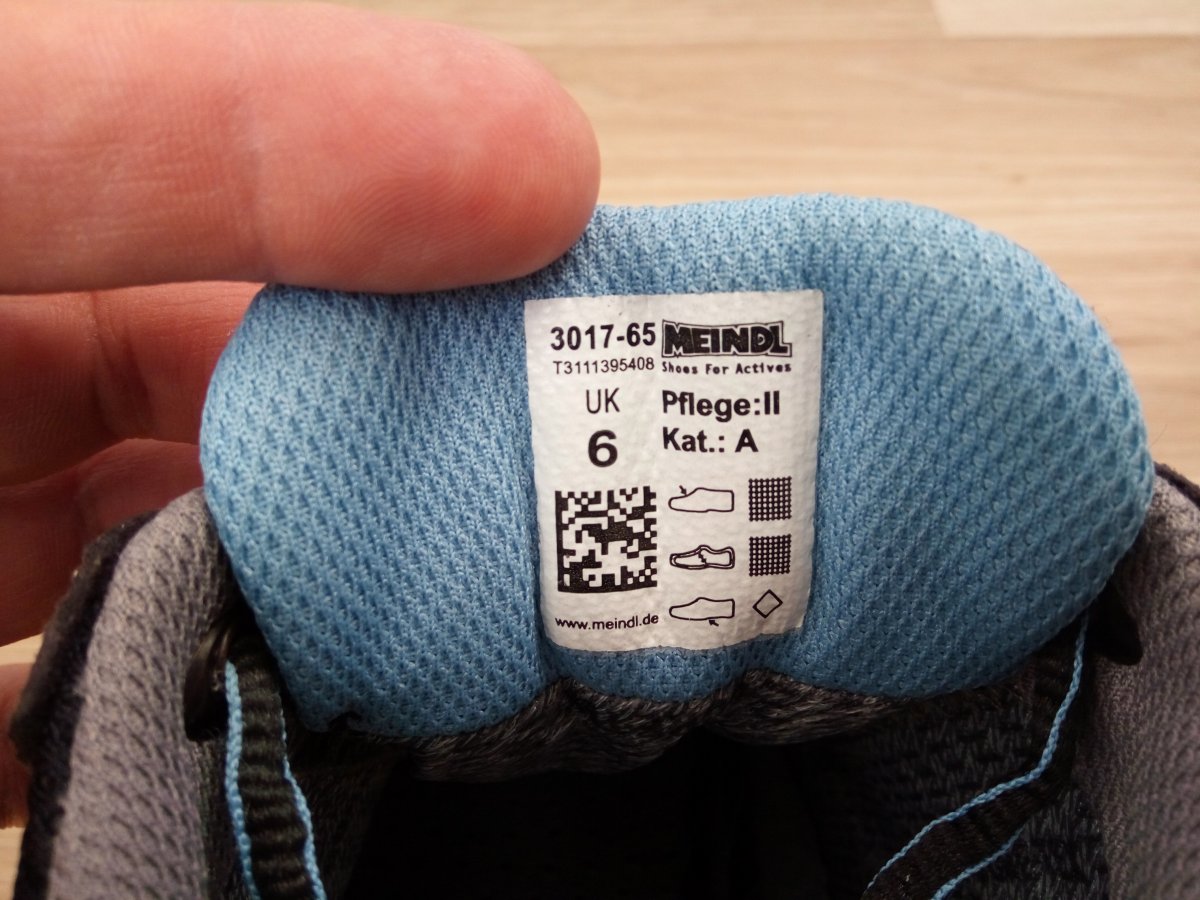 3017-65 MEINDL
T3111395408 Shoes For Actives
UK
6
Pflege:II
Kat.: A
www.meindl.de